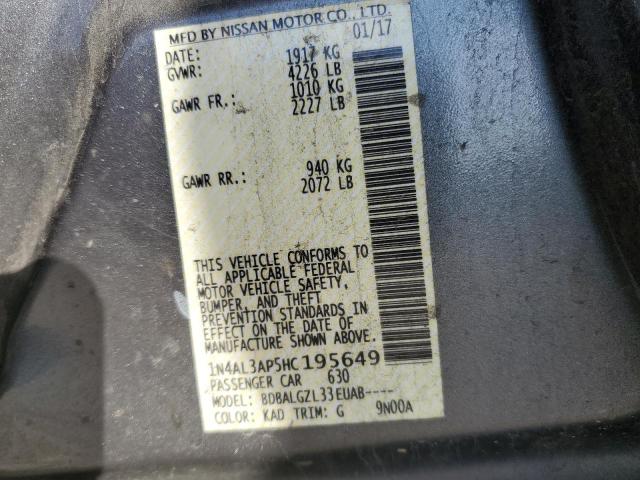 MFD BY NISSAN MOTOR CO., LTD.
DATE: 01/17
GVWR: 1917 KG
4226 LB
GAWR FR.: 1010 KG
2227 LB
GAWR RR.: 940 KG
2072 LB
THIS VEHICLE CONFORMS TO
ALL APPLICABLE FEDERAL
MOTOR VEHICLE SAFETY,
BUMPER, AND THEFT
PREVENTION STANDARDS IN
EFFECT ON THE DATE OF
MANUFACTURE SHOWN ABOVE.
1N4AL3AP5HC195649
PASSENGER CAR 630
MODEL: BDBALGZL33EUAB----
COLOR: KAD TRIM: G 9N00A